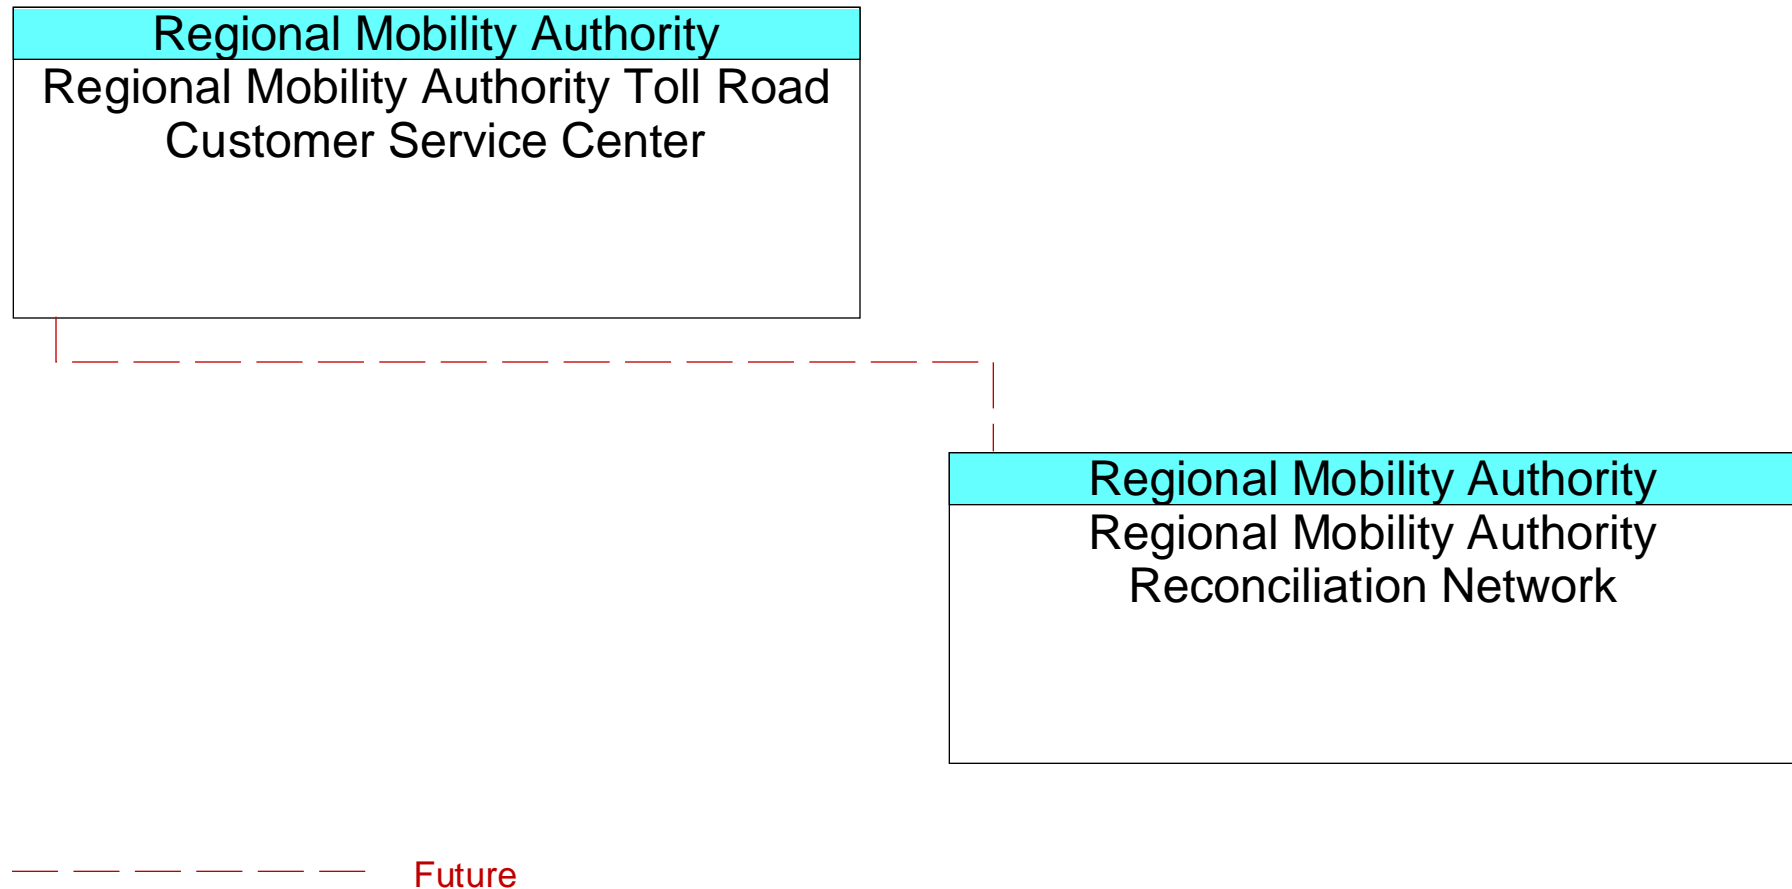 Regional Mobility Authority
Regional Mobility Authority Toll Road
Customer Service Center
Regional Mobility Authority
Regional Mobility Authority
Reconciliation Network
Future